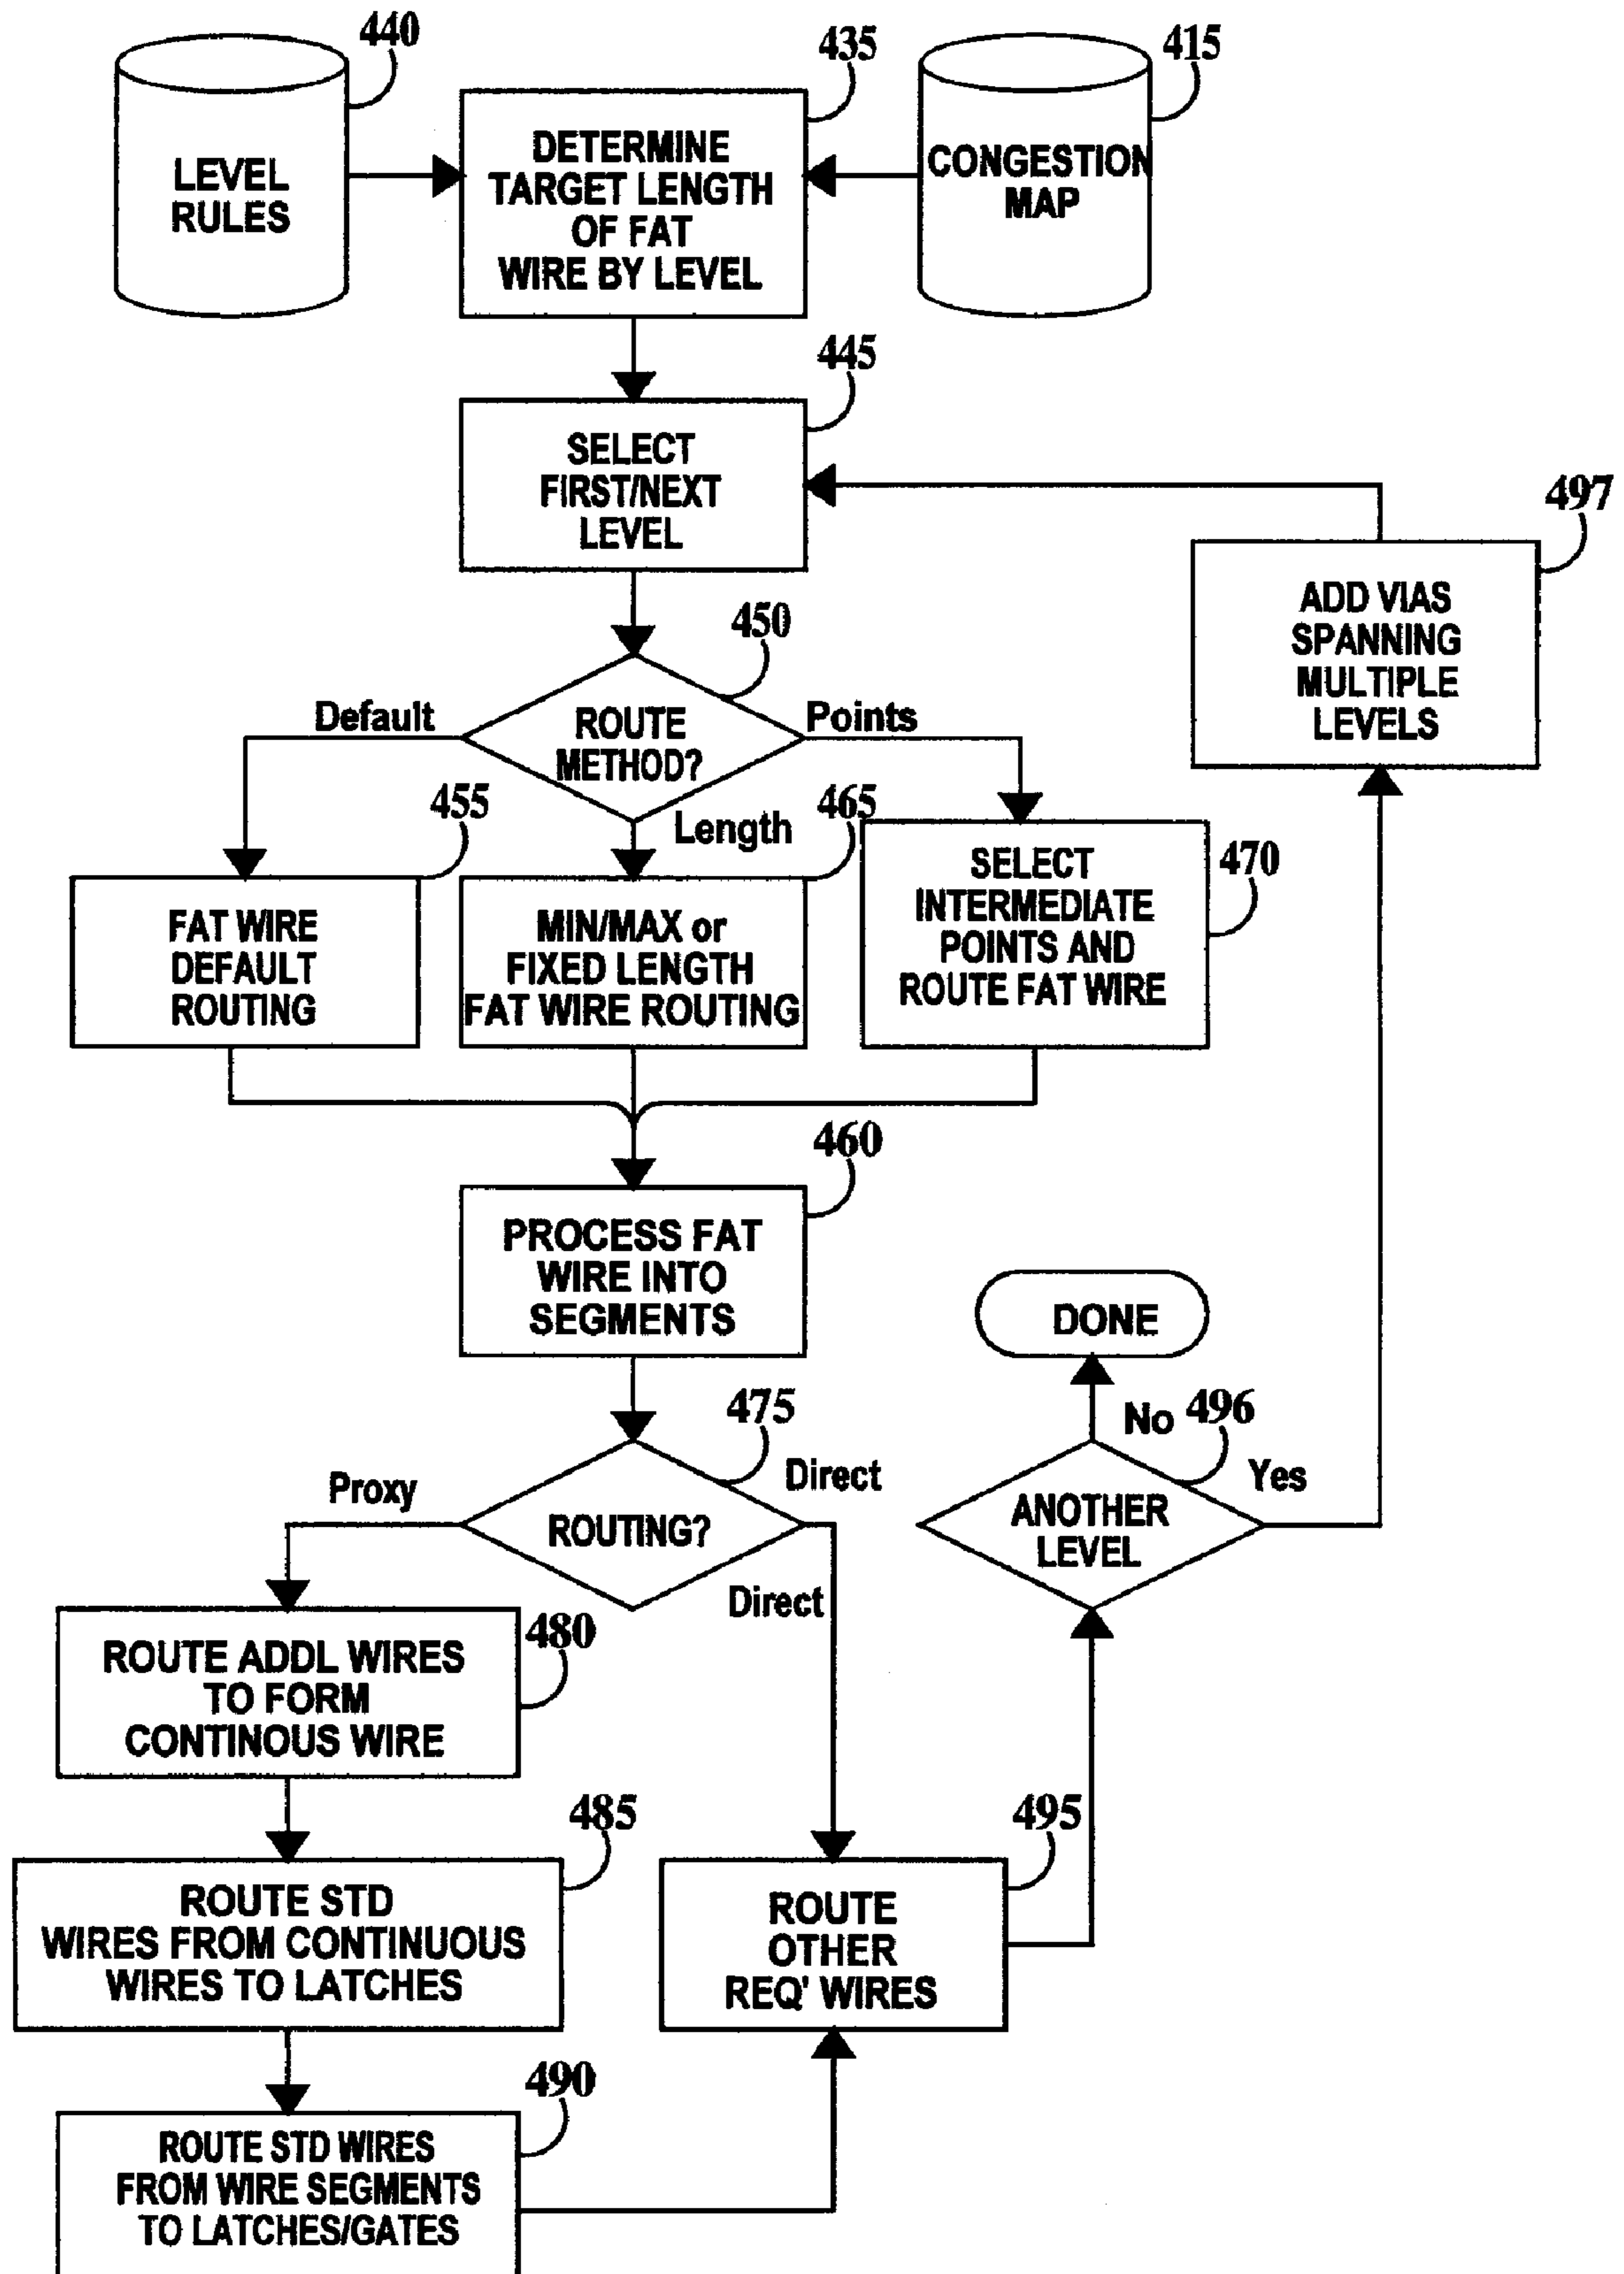 440
435
415
LEVEL
RULES
DETERMINE
TARGET LENGTH
OF FAT
WIRE BY LEVEL
CONGESTION
MAP
445
SELECT
FIRST/NEXT
LEVEL
497
ADD VIAS
SPANNING
MULTIPLE
LEVELS
450
Default
ROUTE
METHOD?
Points
Length
455
465
470
FAT WIRE
DEFAULT
ROUTING
MIN/MAX or
FIXED LENGTH
FAT WIRE ROUTING
SELECT
INTERMEDIATE
POINTS AND
ROUTE FAT WIRE
460
PROCESS FAT
WIRE INTO
SEGMENTS
DONE
475
Proxy
ROUTING?
Direct
Direct
No
496
Yes
ANOTHER
LEVEL
480
ROUTE ADDL WIRES
TO FORM
CONTINOUS WIRE
485
ROUTE STD
WIRES FROM CONTINUOUS
WIRES TO LATCHES
495
ROUTE
OTHER
REQ' WIRES
490
ROUTE STD WIRES
FROM WIRE SEGMENTS
TO LATCHES/GATES